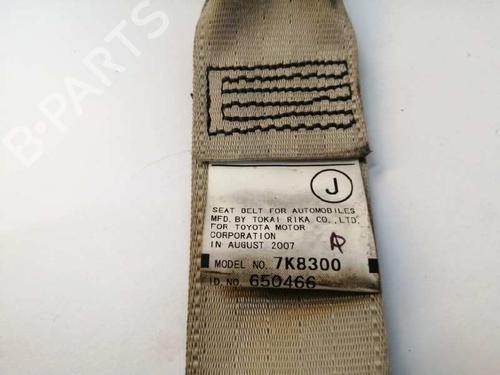 B-PARTS
J
SEAT BELT FOR AUTOMOBILES
MFD. BY TOKAI RIKA CO., LTD.
FOR TOYOTA MOTOR
CORPORATION
IN AUGUST 2007
MODEL NO. 7K8300
ID. NO. 650466